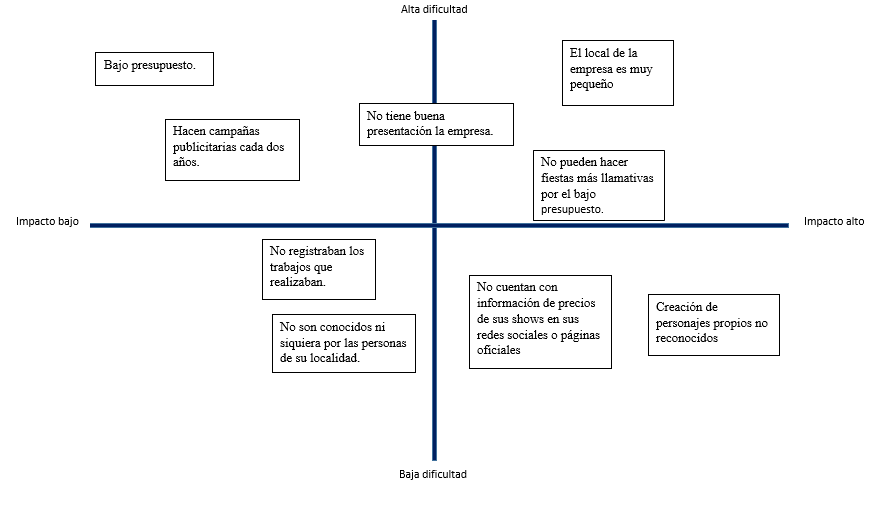 Alta dificultad
Bajo presupuesto.
El local de la
empresa es muy
pequeño
No tiene buena
presentación la empresa.
Hacen campañas
publicitarias cada dos
años.
No pueden hacer
fiestas más llamativas
por el bajo
presupuesto.
Impacto bajo
Impacto alto
No registraban los
trabajos que
realizaban.
No cuentan con
información de precios
de sus shows en sus
redes sociales o páginas
oficiales
Creación de
personajes propios no
reconocidos
No son conocidos ni
siquiera por las personas
de su localidad.
Baja dificultad